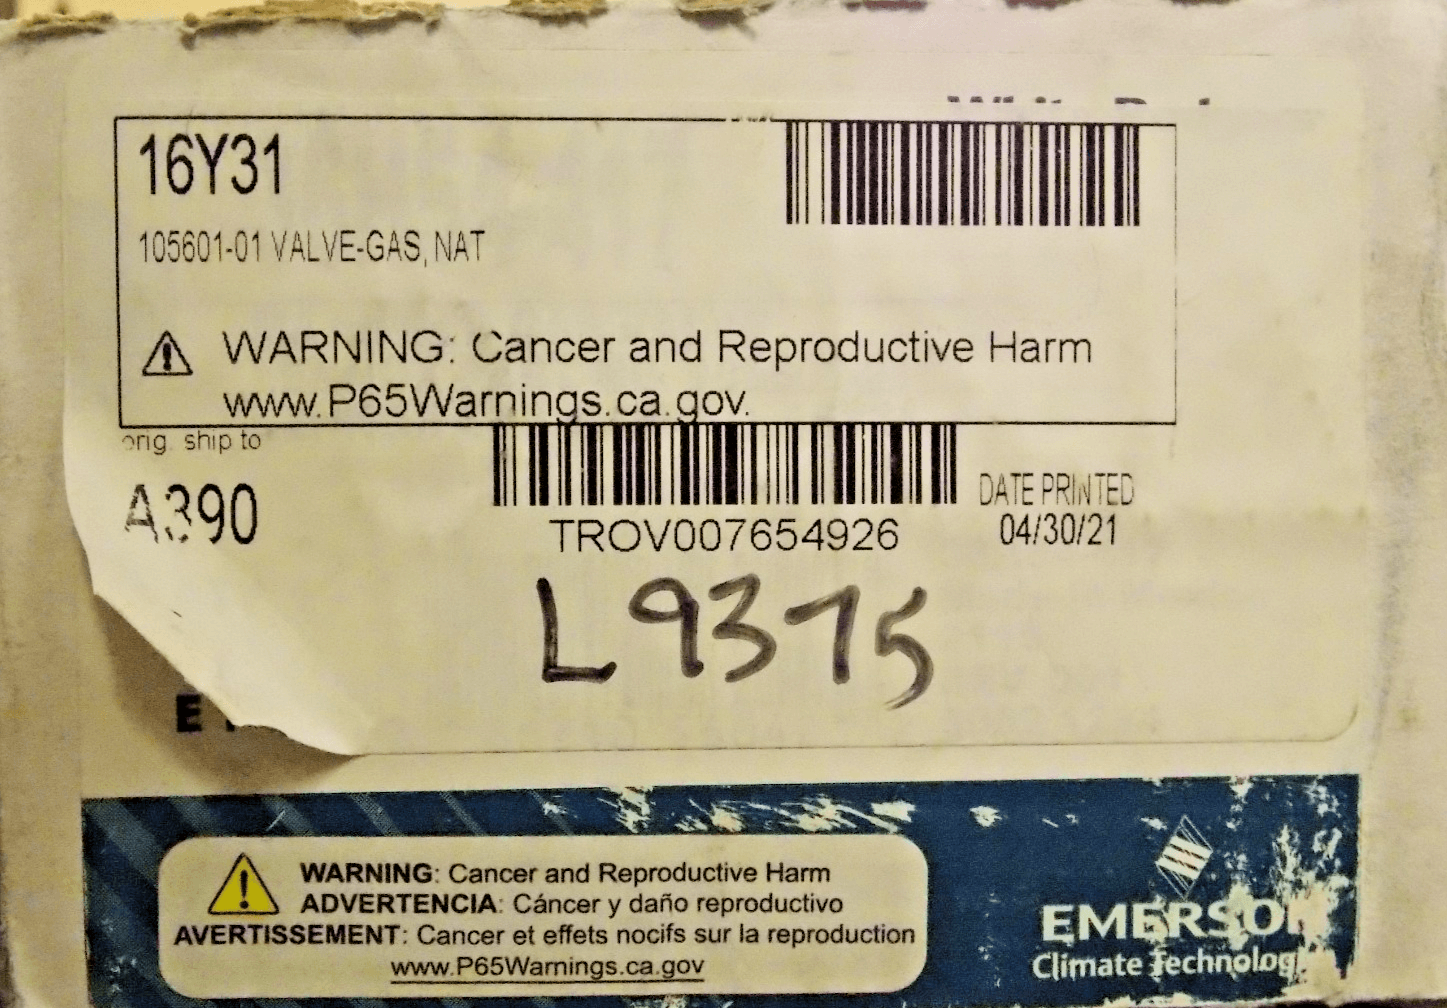 16Y31
105601-01 VALVE-GAS, NAT
WARNING: Cancer and Reproductive Harm
www.P65Warnings.ca.gov.
orig. ship to
A390
TROV007654926
DATE PRINTED
04/30/21
L9375
E
WARNING: Cancer and Reproductive Harm
ADVERTENCIA: Cáncer y daño reproductivo
AVERTISSEMENT: Cancer et effets nocifs sur la reproduction
www.P65Warnings.ca.gov
EMERSON
Climate Technolog